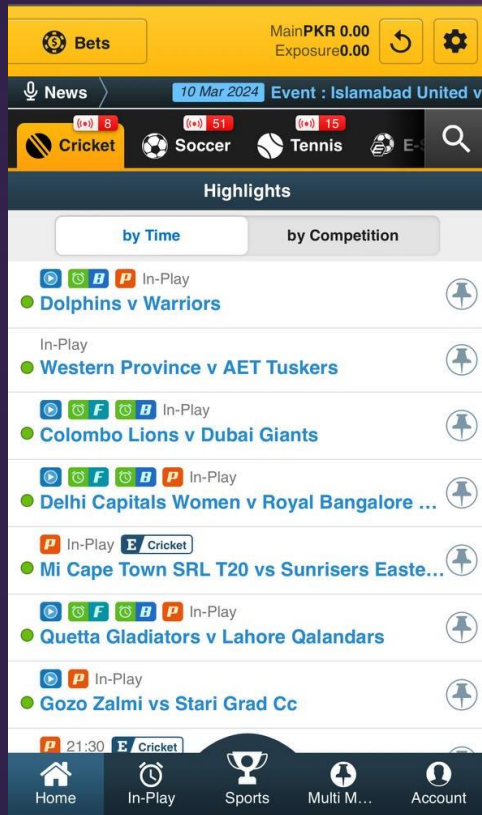 Bets
Main PKR 0.00
Exposure 0.00
News
10 Mar 2024 Event : Islamabad United v
8
51
15
Cricket
Soccer
Tennis
E-
Highlights
by Time
by Competition
B P In-Play
Dolphins v Warriors
In-Play
Western Province v AET Tuskers
F B In-Play
Colombo Lions v Dubai Giants
F B P In-Play
Delhi Capitals Women v Royal Bangalore ...
P In-Play E Cricket
Mi Cape Town SRL T20 vs Sunrisers Easte...
F B P In-Play
Quetta Gladiators v Lahore Qalandars
P In-Play
Gozo Zalmi vs Stari Grad Cc
P 21:30 E Cricket
Home
In-Play
Sports
Multi M...
Account